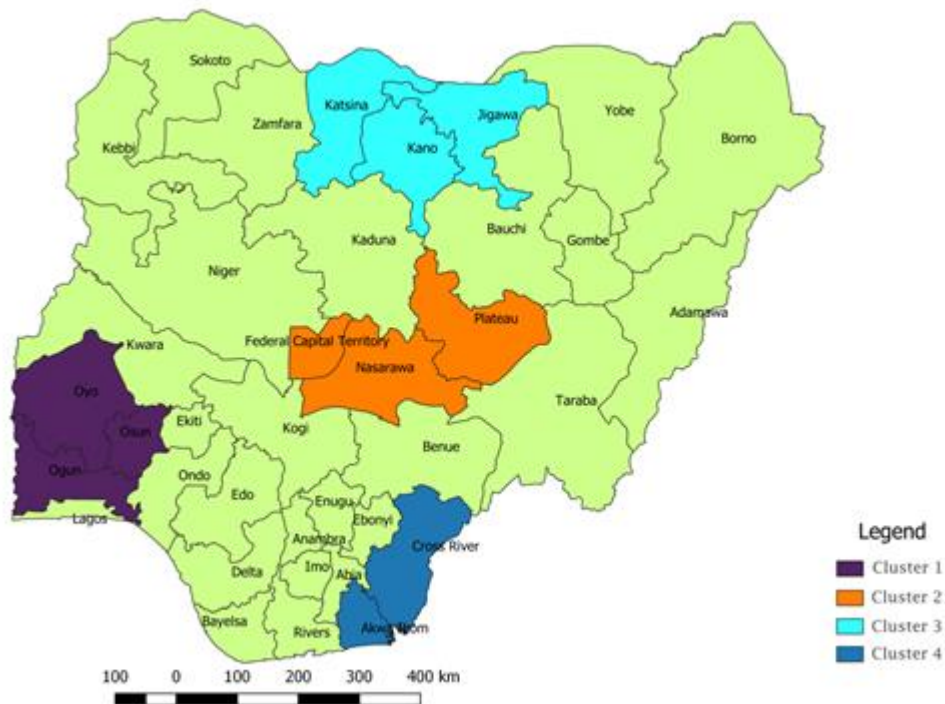 Sokoto
Katsina
Jigawa
Yobe
Zamfara
Borno
Kebbi
Kano
Bauchi
Kaduna
Gombe
Niger
Adamawa
Plateau
Kwara
Federal Capital Territory
Nasarawa
Oyo
Taraba
Ekiti
Osun
Kogi
Benue
Ogun
Ondo
Edo
Enugu
Ebonyi
Lagos
Anambra
Cross River
Imo
Abia
Delta
Bayelsa
Rivers
Akwa Ibom
Legend
Cluster 1
Cluster 2
Cluster 3
Cluster 4
100 0 100 200 300 400 km